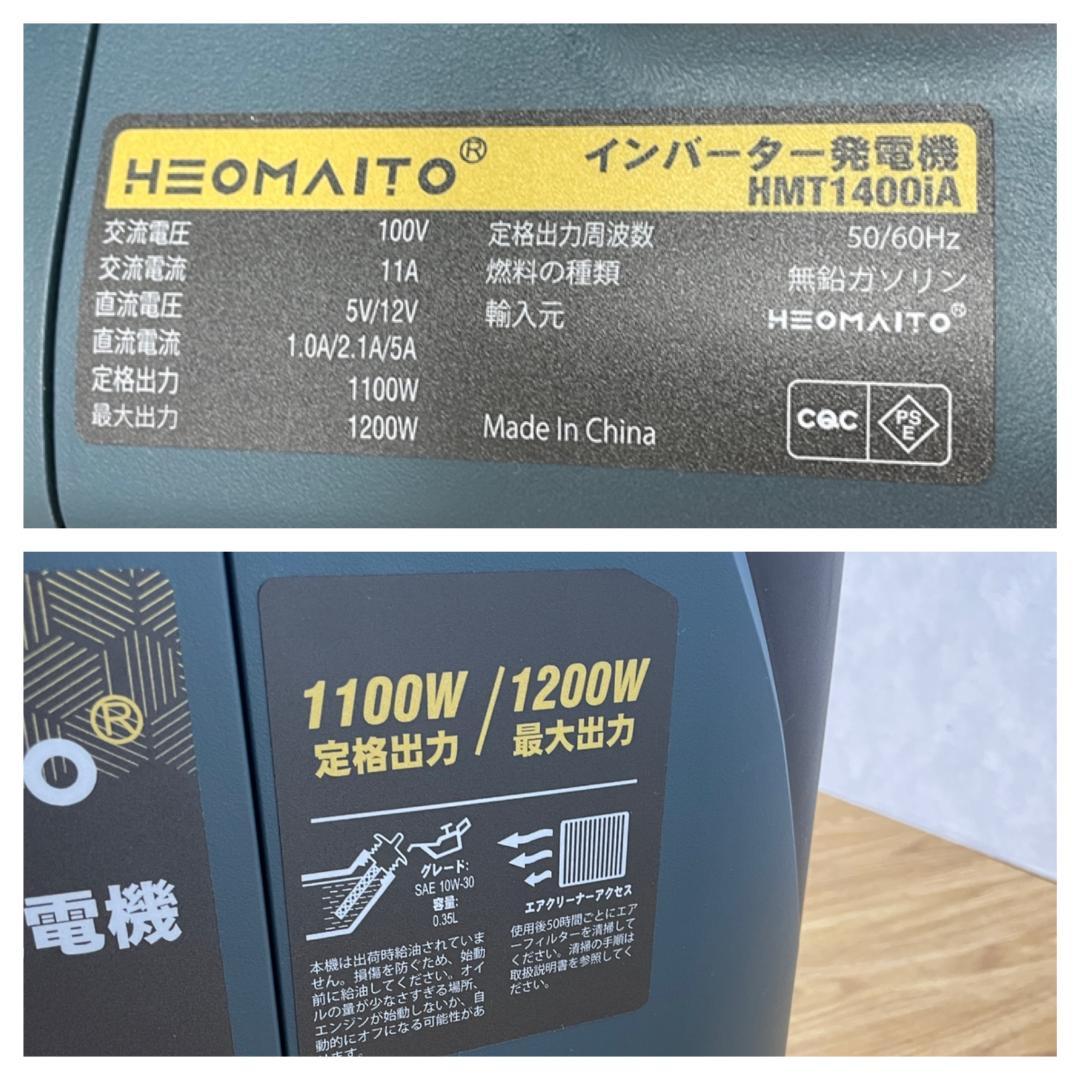 HEOMAITO®
インバーター発電機
HMT1400iA
交流電圧 100V
交流電流 11A
直流電圧 5V/12V
直流電流 1.0A/2.1A/5A
定格出力 1100W
最大出力 1200W
定格出力周波数 50/60Hz
燃料の種類 無鉛ガソリン
輸入元 HEOMAITO®
Made In China
CQC
PS
E
®
O
電機
1100W / 1200W
定格出力 最大出力
グレード:
SAE 10W-30
容量:
0.35L
本機は出荷時給油されていま
せん。損傷を防ぐため、始動
前に給油してください。オイ
ルの量が少なさすぎる場所、
エンジンが始動しないか、自
動的にオフになる可能性があ
ります。
エアクリーナーアクセス
使用後50時間ごとにエア
ーフィルターを清掃して
ください。清掃の手順は
取扱説明書を参照してく
ださい。